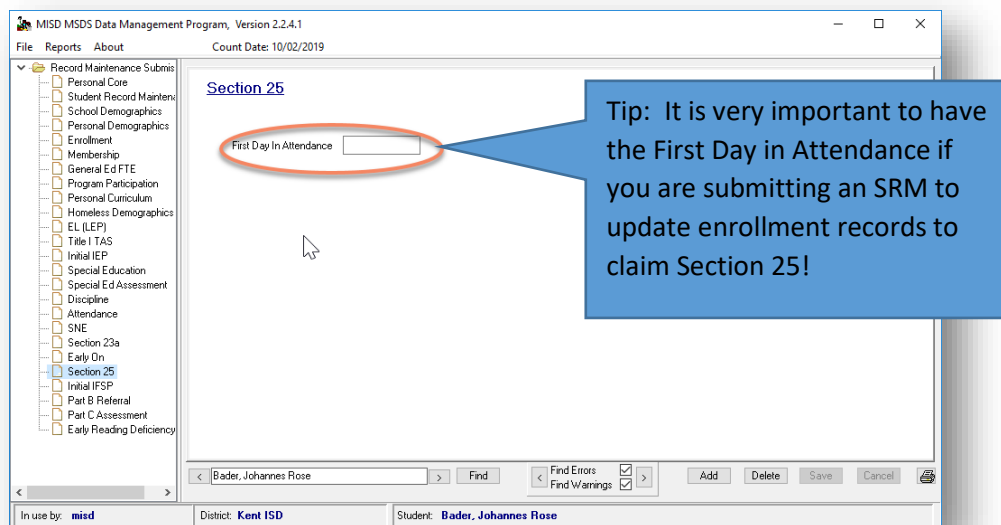 MISD MSDS Data Management Program, Version 2.2.4.1
File Reports About Count Date: 10/02/2019
Record Maintenance Submis
Personal Core
Student Record Maintena
School Demographics
Personal Demographics
Enrollment
Membership
General Ed FTE
Program Participation
Personal Curriculum
Homeless Demographics
EL (LEP)
Title I TAS
Initial IEP
Special Education
Special Ed Assessment
Discipline
Attendance
SNE
Section 23a
Early On
Section 25
Initial IFSP
Part B Referral
Part C Assessment
Early Reading Deficiency
Section 25
First Day In Attendance
Tip: It is very important to have
the First Day in Attendance if
you are submitting an SRM to
update enrollment records to
claim Section 25!
< Bader, Johannes Rose > Find < Find Errors > Add Delete Save Cancel
Find Warnings
In use by: misd District: Kent ISD Student: Bader, Johannes Rose